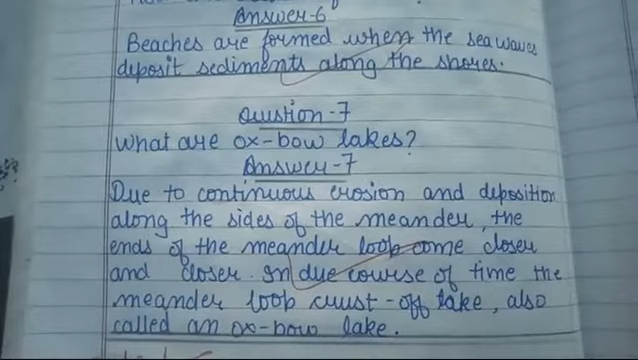 Answer-6
Beaches are formed when the sea waves
deposit sediments along the shores.
Question-7
What are ox-bow lakes?
Answer-7
Due to continuous erosion and deposition
along the sides of the meander, the
ends of the meander loop come closer
and closer. In due course of time the
meander loop cuust-off lake, also
called an ox-bow lake.